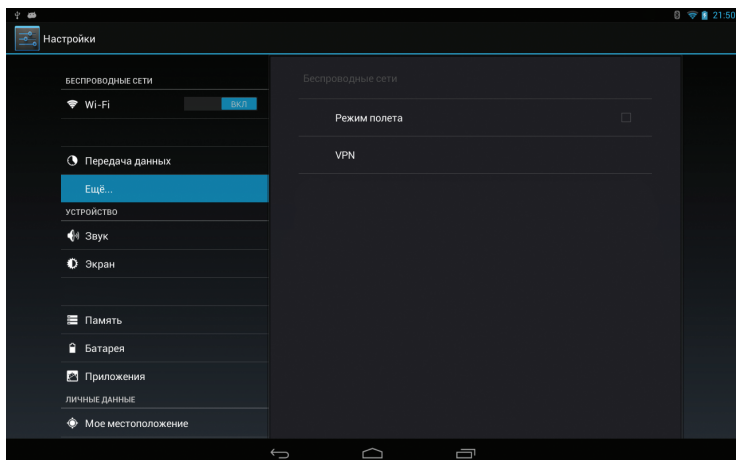 21:50
Настройки
БЕСПРОВОДНЫЕ СЕТИ
Wi-Fi ВКЛ
Передача данных
Ещё...
УСТРОЙСТВО
Звук
Экран
Память
Батарея
Приложения
ЛИЧНЫЕ ДАННЫЕ
Мое местоположение
Беспроводные сети
Режим полета
VPN